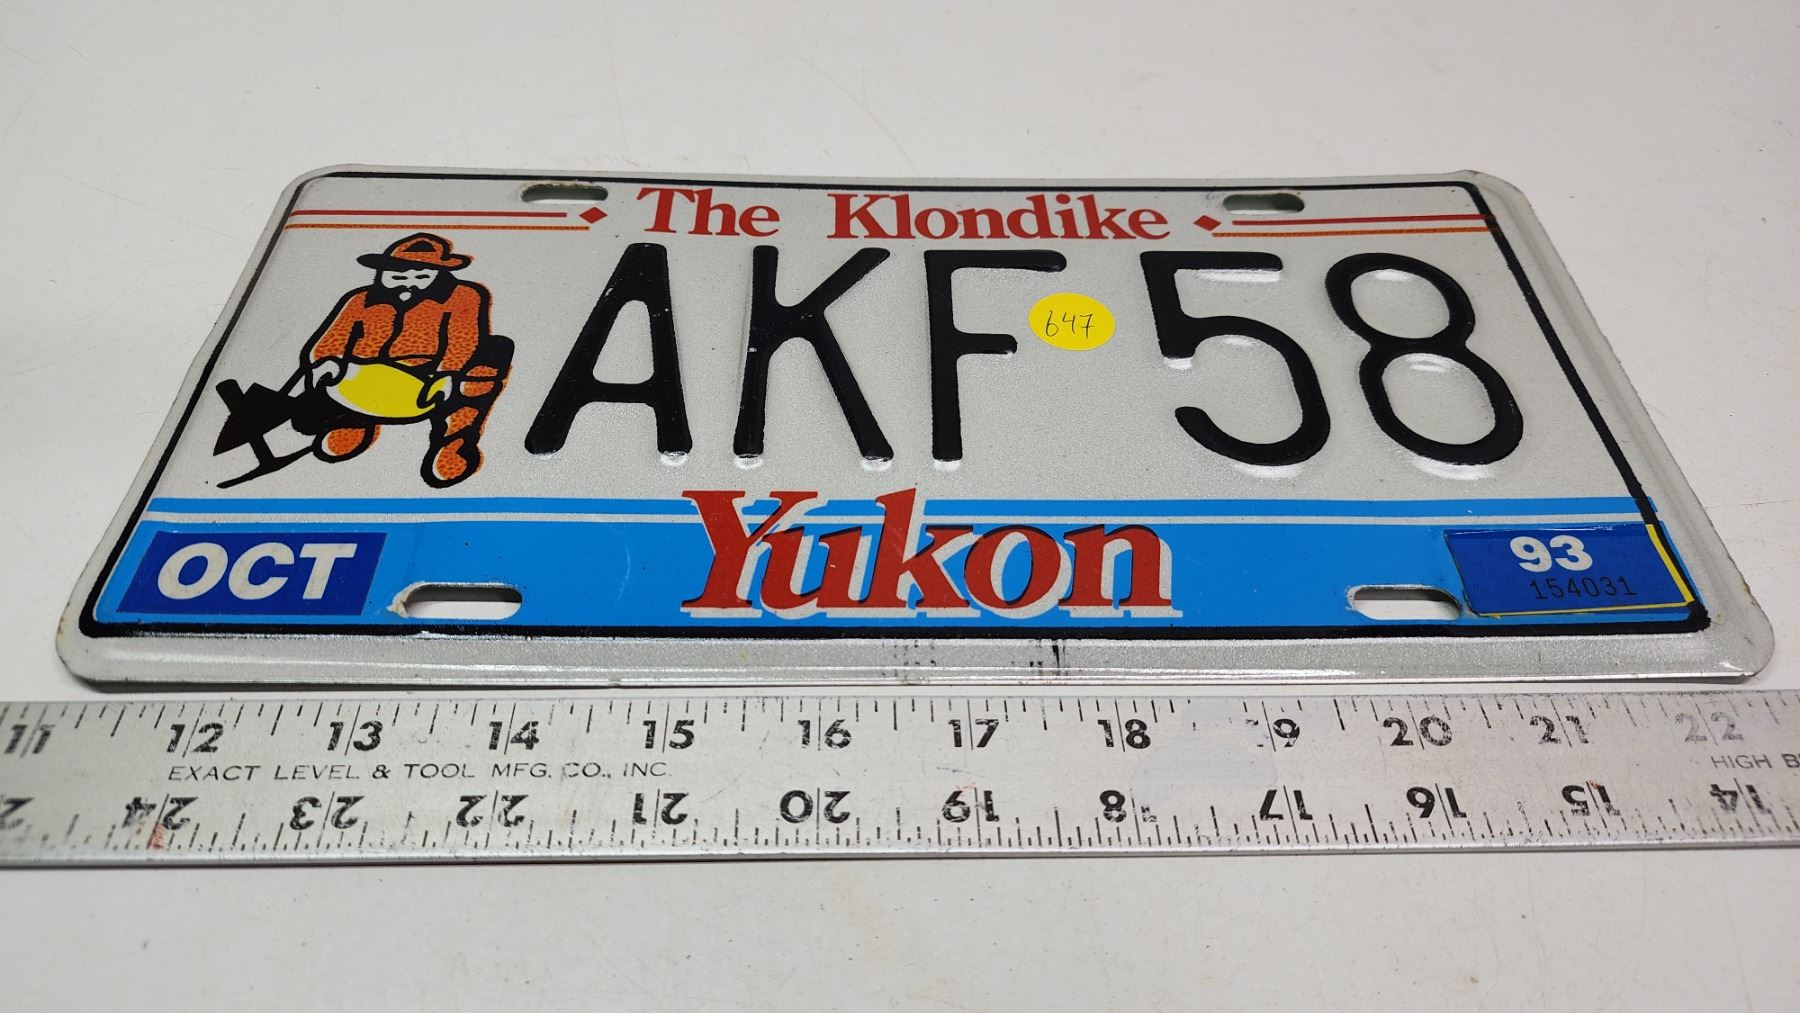 The Klondike
AKF 58
647
Yukon
OCT
93
154031
11 12 13 14 15 16 17 18 19 20 21 22
EXACT LEVEL & TOOL MFG. CO., INC.
24 23 22 21 20 19 18 17 16 15 14